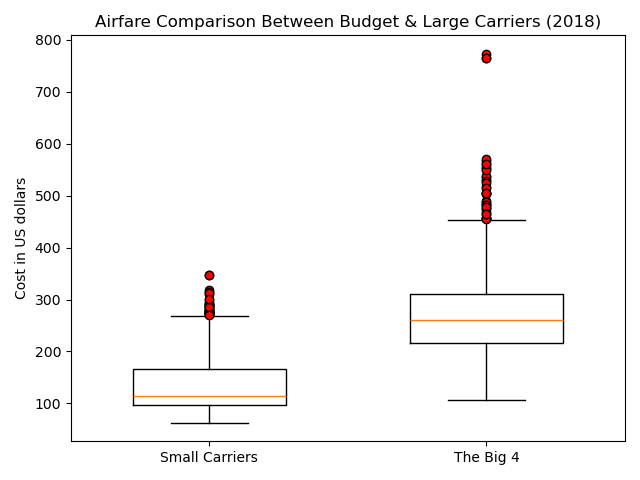 Airfare Comparison Between Budget & Large Carriers (2018)
800
700
600
500
400
300
200
100
Cost in US dollars
Small Carriers
The Big 4